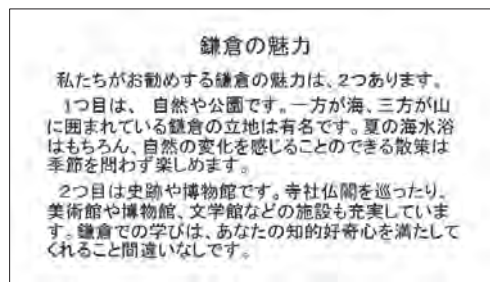 鎌倉の魅力
私たちがお勧めする鎌倉の魅力は、2つあります。
1つ目は、 自然や公園です。一方が海、三方が山
に囲まれている鎌倉の立地は有名です。夏の海水浴
はもちろん、自然の変化を感じることのできる散策は
季節を問わず楽しめます。
2つ目は史跡や博物館です。寺社仏閣を巡ったり、
美術館や博物館、文学館などの施設も充実していま
す。鎌倉での学びは、あなたの知的好奇心を満たして
くれること間違いなしです。